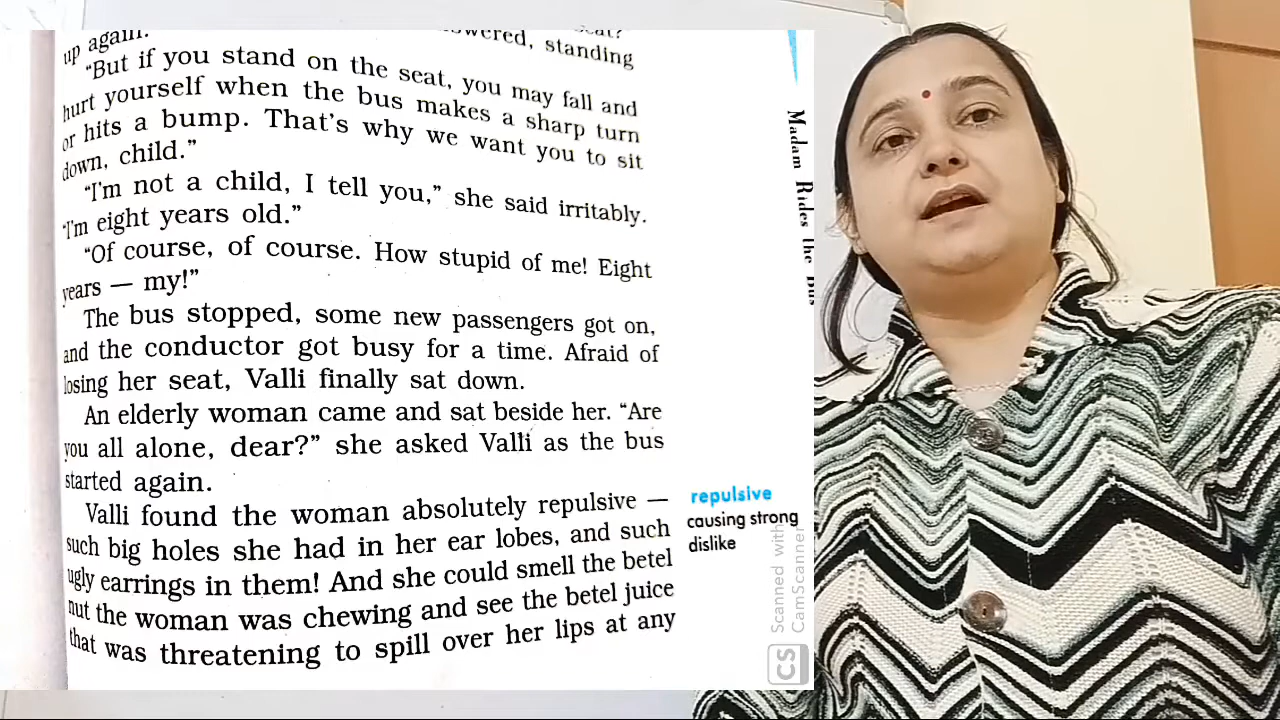 up again.
answered, standing
"But if you stand on the seat, you may fall and
hurt yourself when the bus makes a sharp turn
or hits a bump. That's why we want you to sit
down, child."
"I'm not a child, I tell you," she said irritably.
"I'm eight years old."
"Of course, of course. How stupid of me! Eight
years — my!"
The bus stopped, some new passengers got on,
and the conductor got busy for a time. Afraid of
losing her seat, Valli finally sat down.
An elderly woman came and sat beside her. "Are
you all alone, dear?" she asked Valli as the bus
started again.
Valli found the woman absolutely repulsive —
such big holes she had in her ear lobes, and such
ugly earrings in them! And she could smell the betel
nut the woman was chewing and see the betel juice
that was threatening to spill over her lips at any
Madam Rides the Bus
repulsive
causing strong
dislike
CS
Scanned with
CamScanner